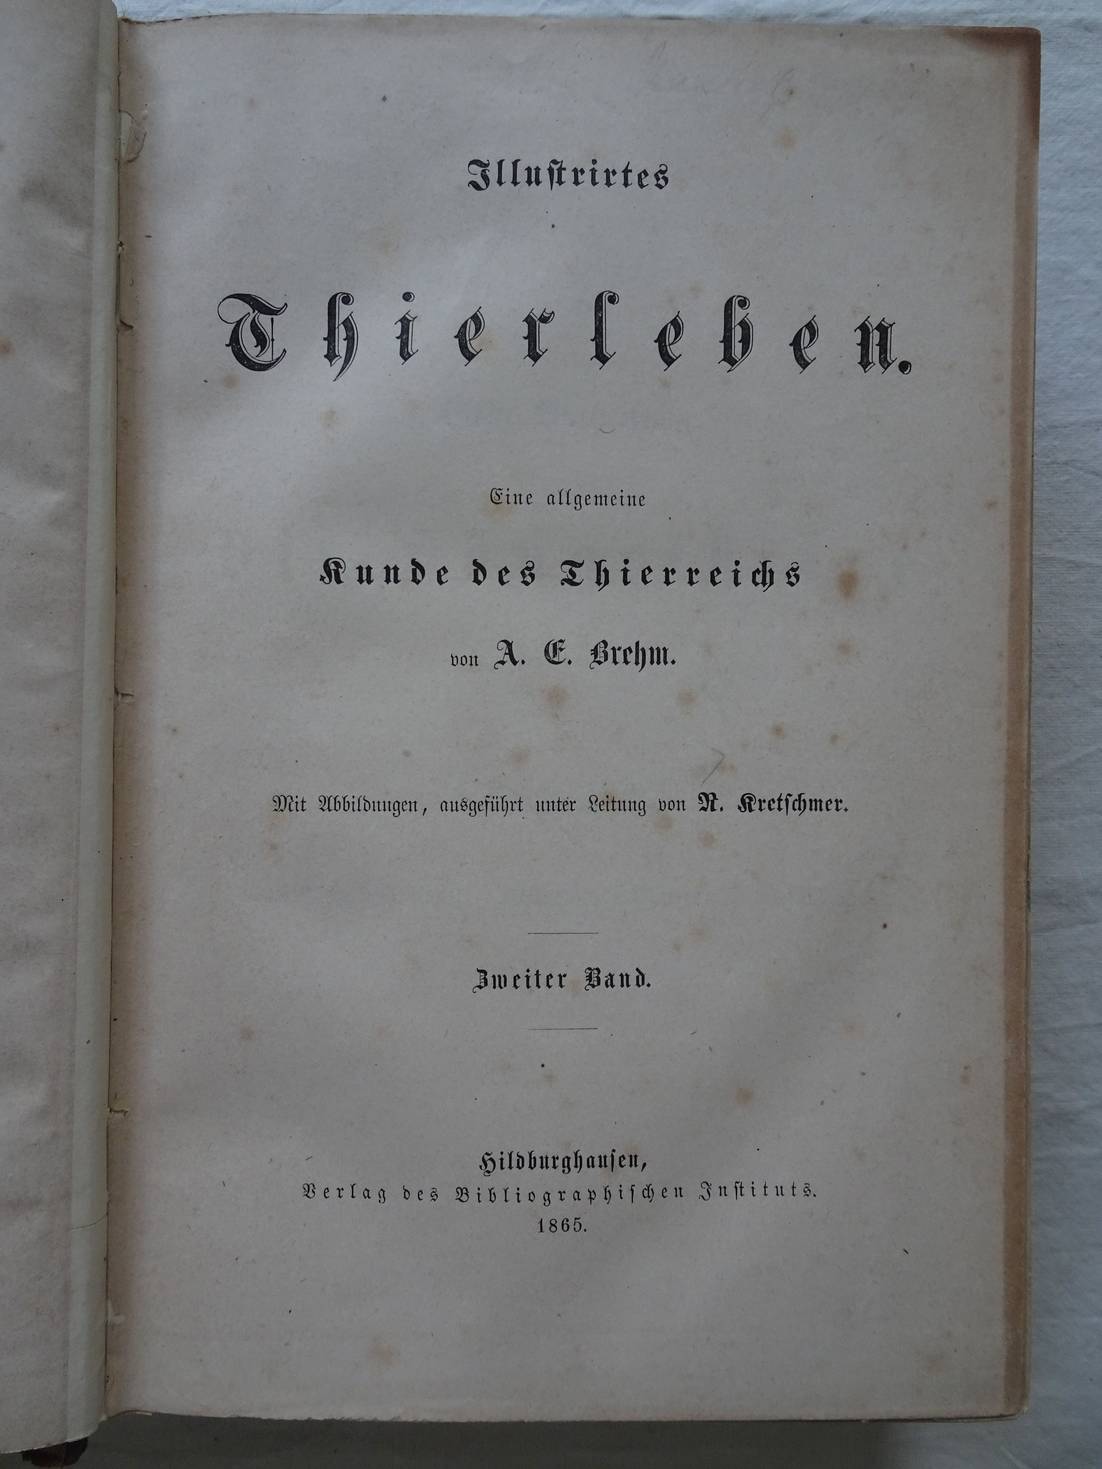 Illustrirtes
Thierleben.
Eine allgemeine
Kunde des Thierreichs
von A. E. Brehm.
Mit Abbildungen, ausgeführt unter Leitung von R. Kretschmer.
Zweiter Band.
Hildburghausen,
Verlag des Bibliographischen Instituts.
1865.